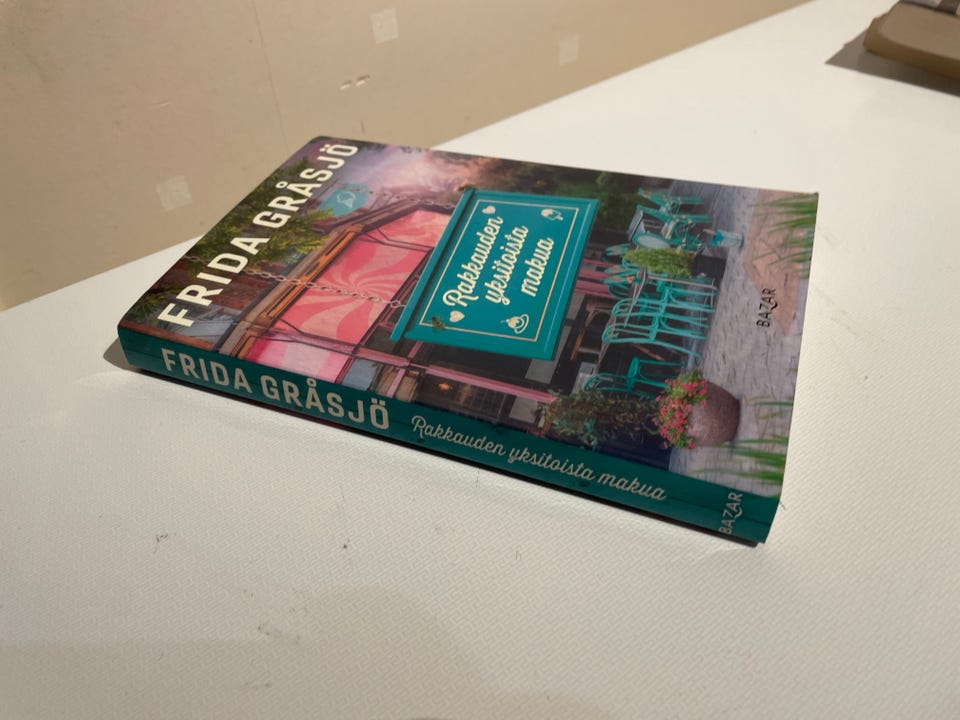 FRIDA GRÅSJÖ
Rakkauden
yksitoista
makua
BAZAR
FRIDA GRÅSJÖ Rakkauden yksitoista makua BAZAR